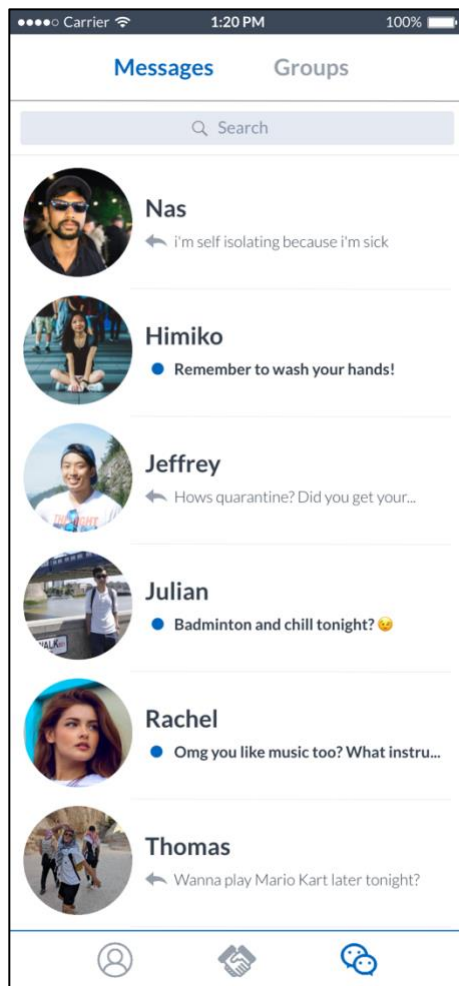 Carrier 1:20 PM 100%
Messages Groups
Search
Nas
i'm self isolating because i'm sick
Himiko
Remember to wash your hands!
Jeffrey
Hows quarantine? Did you get your...
Julian
Badminton and chill tonight? 😉
Rachel
Omg you like music too? What instru...
Thomas
Wanna play Mario Kart later tonight?